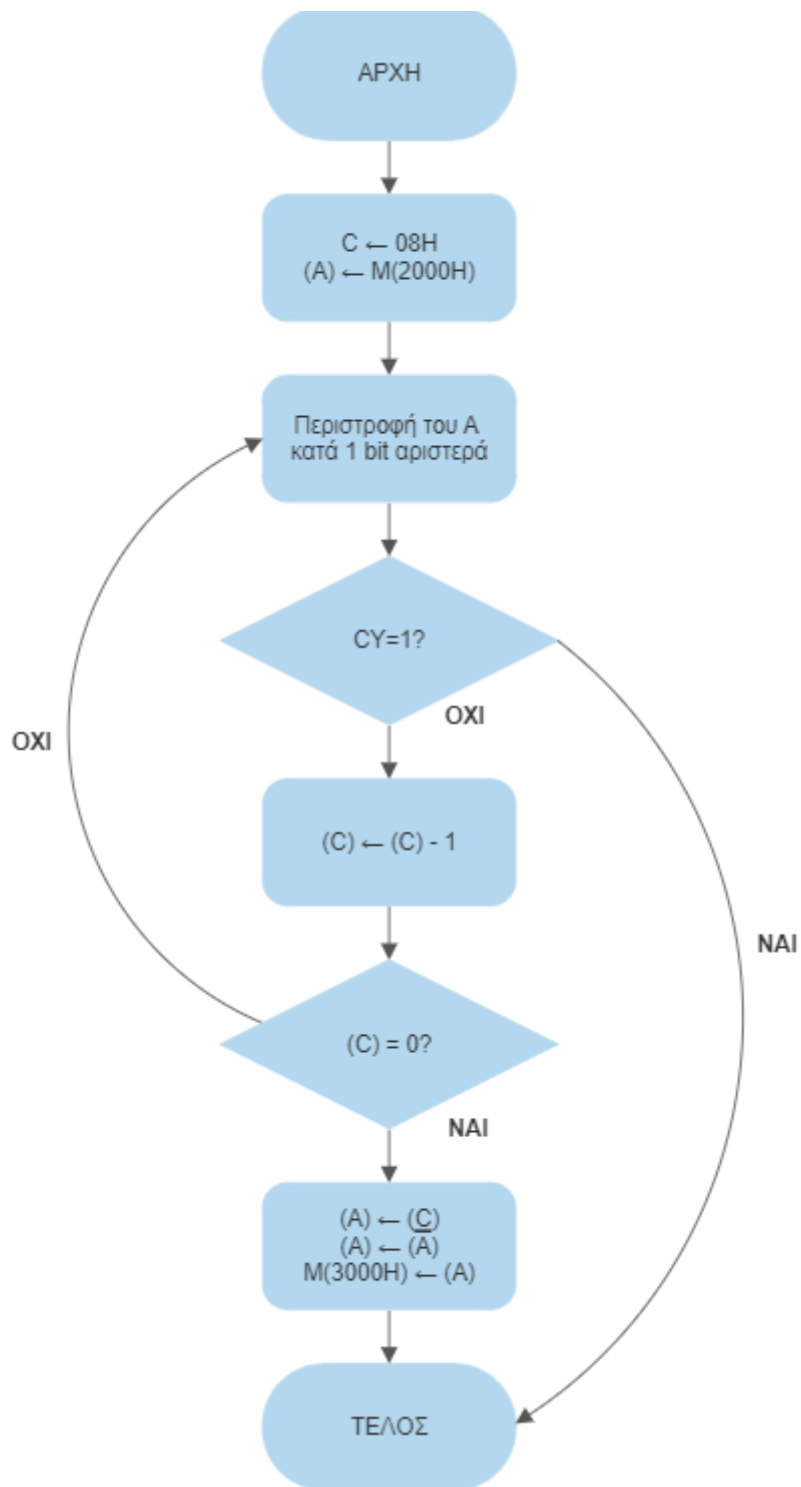 ΑΡΧΗ
C ← 08H
(A) ← M(2000H)
Περιστροφή του Α
κατά 1 bit αριστερά
CY=1?
ΟΧΙ
ΟΧΙ
(C) ← (C) - 1
ΝΑΙ
(C) = 0?
ΝΑΙ
(A) ← (C)
(A) ← (A̅)
M(3000H) ← (A)
ΤΕΛΟΣ